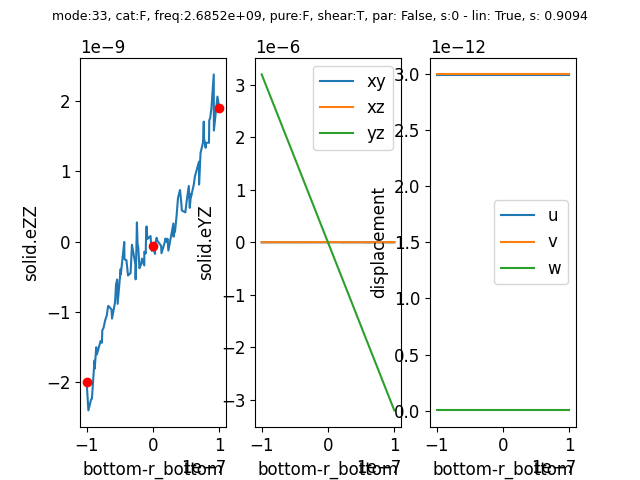 mode:33, cat:F, freq:2.6852e+09, pure:F, shear:T, par: False, s:0 - lin: True, s: 0.9094
1e−9
2
1
0
−1
−2
solid.eZZ
−1
0
1
1e−7
bottom-r_bottom
1e−6
3
2
1
0
−1
−2
−3
solid.eYZ
xy
xz
yz
−1
0
1
1e−7
bottom-r_bottom
1e−12
3.0
2.5
2.0
1.5
1.0
0.5
0.0
displacement
u
v
w
−1
0
1
1e−7
bottom-r_bottom